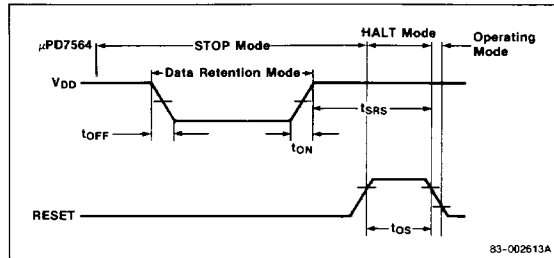 HALT Mode
μPD7564 STOP Mode Operating
Mode
Data Retention Mode
VDD
tSRS
tOFF tON
RESET
tOS
83-002613A